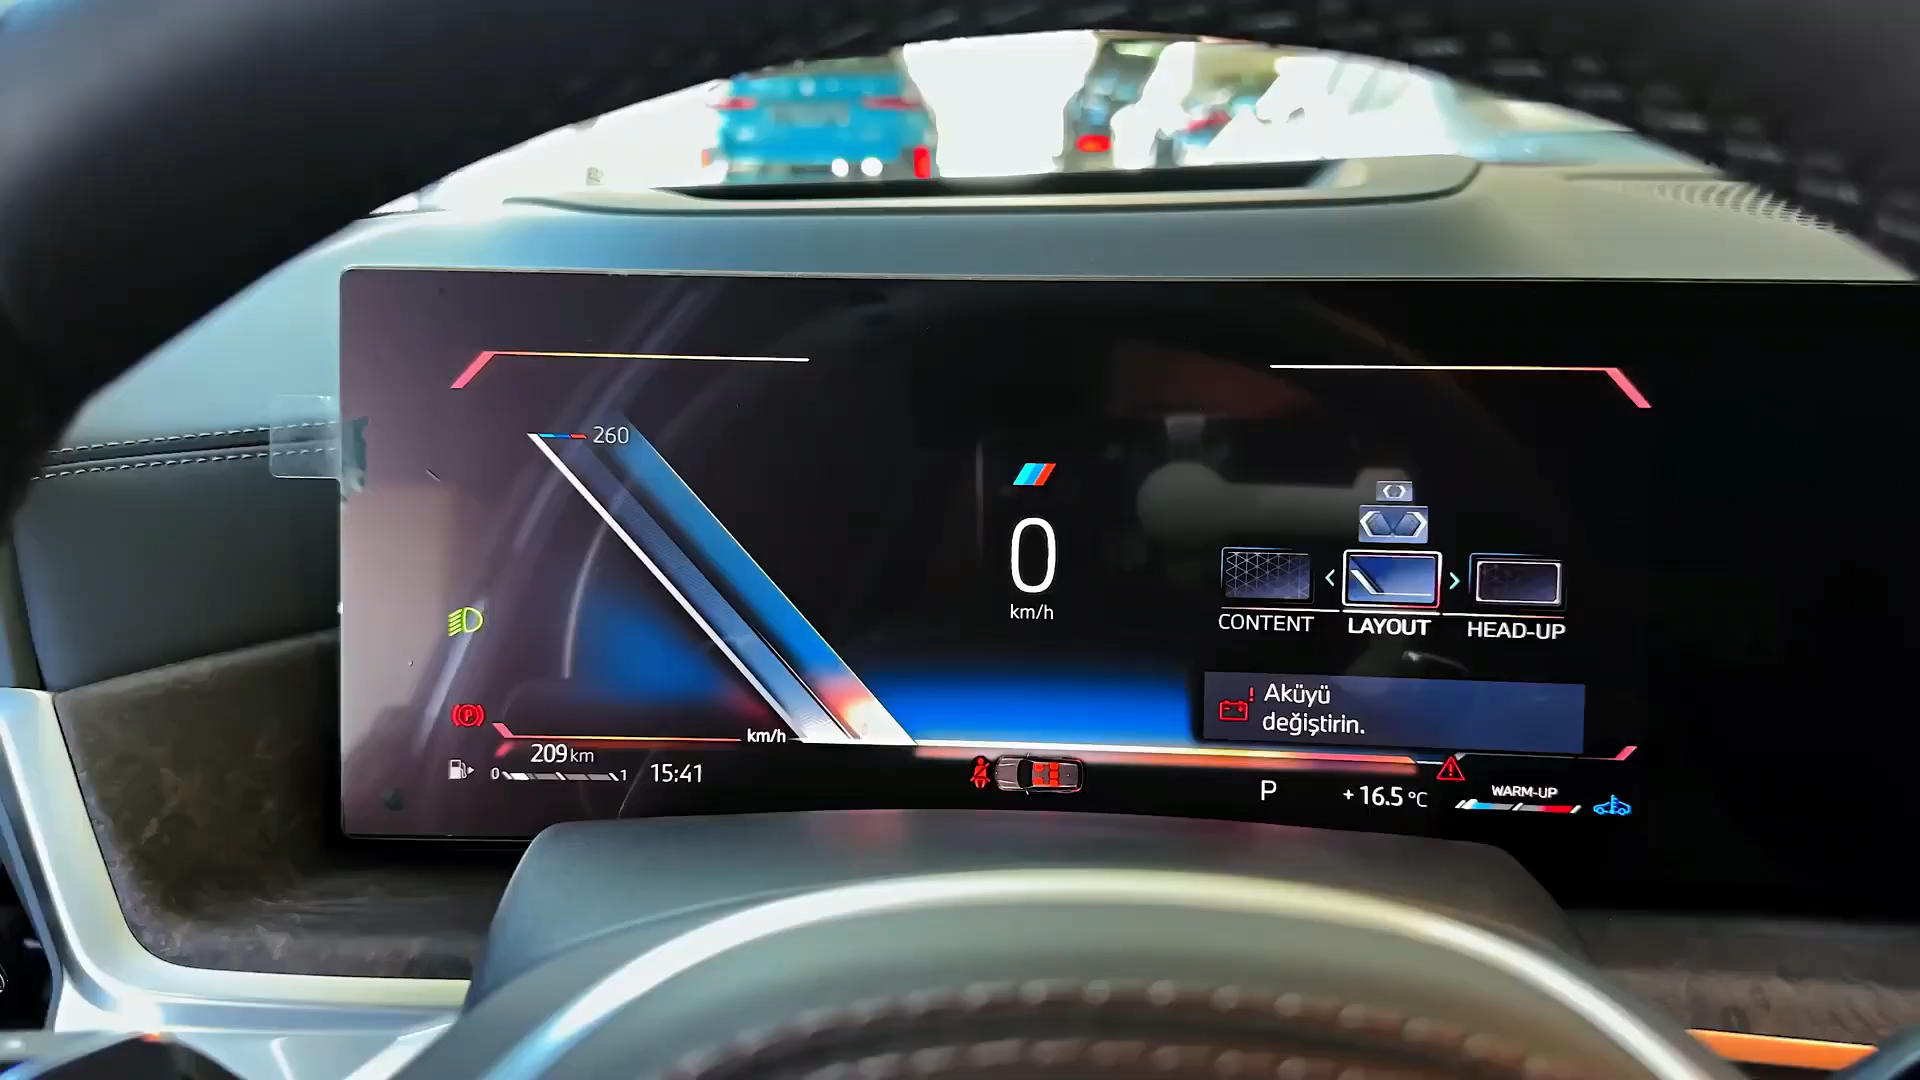 260
0
km/h
CONTENT
LAYOUT
HEAD-UP
Aküyü
değiştirin.
km/h
209 km
0
1
15:41
P
+ 16.5 °C
WARM-UP